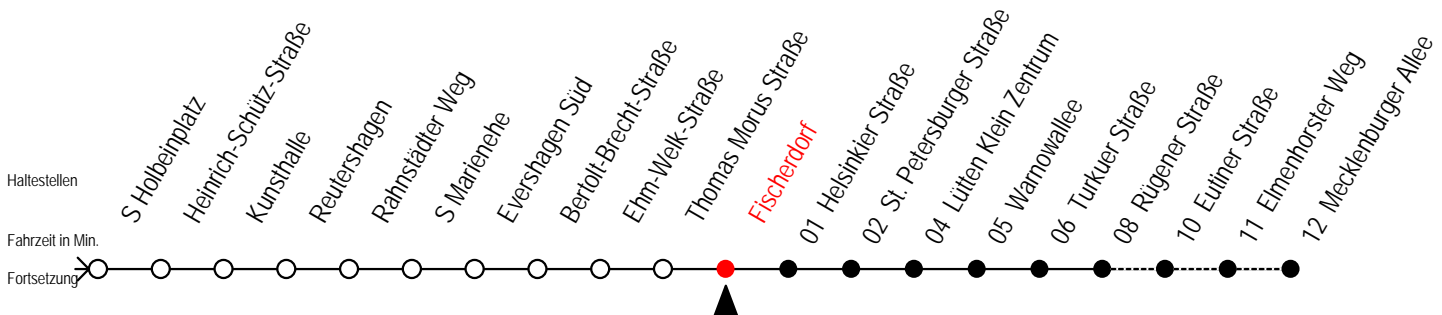 Haltestellen
Fahrzeit in Min.
Fortsetzung
S Holbeinplatz
Heinrich-Schütz-Straße
Kunsthalle
Reutershagen
Rahnstädter Weg
S Marienehe
Evershagen Süd
Bertolt-Brecht-Straße
Ehm-Welk-Straße
Thomas Morus Straße
Fischerdorf
01 Helsinkier Straße
02 St. Petersburger Straße
04 Lütten Klein Zentrum
05 Warnowallee
06 Turkuer Straße
08 Rügener Straße
10 Eutiner Straße
11 Elmenhorster Weg
12 Mecklenburger Allee